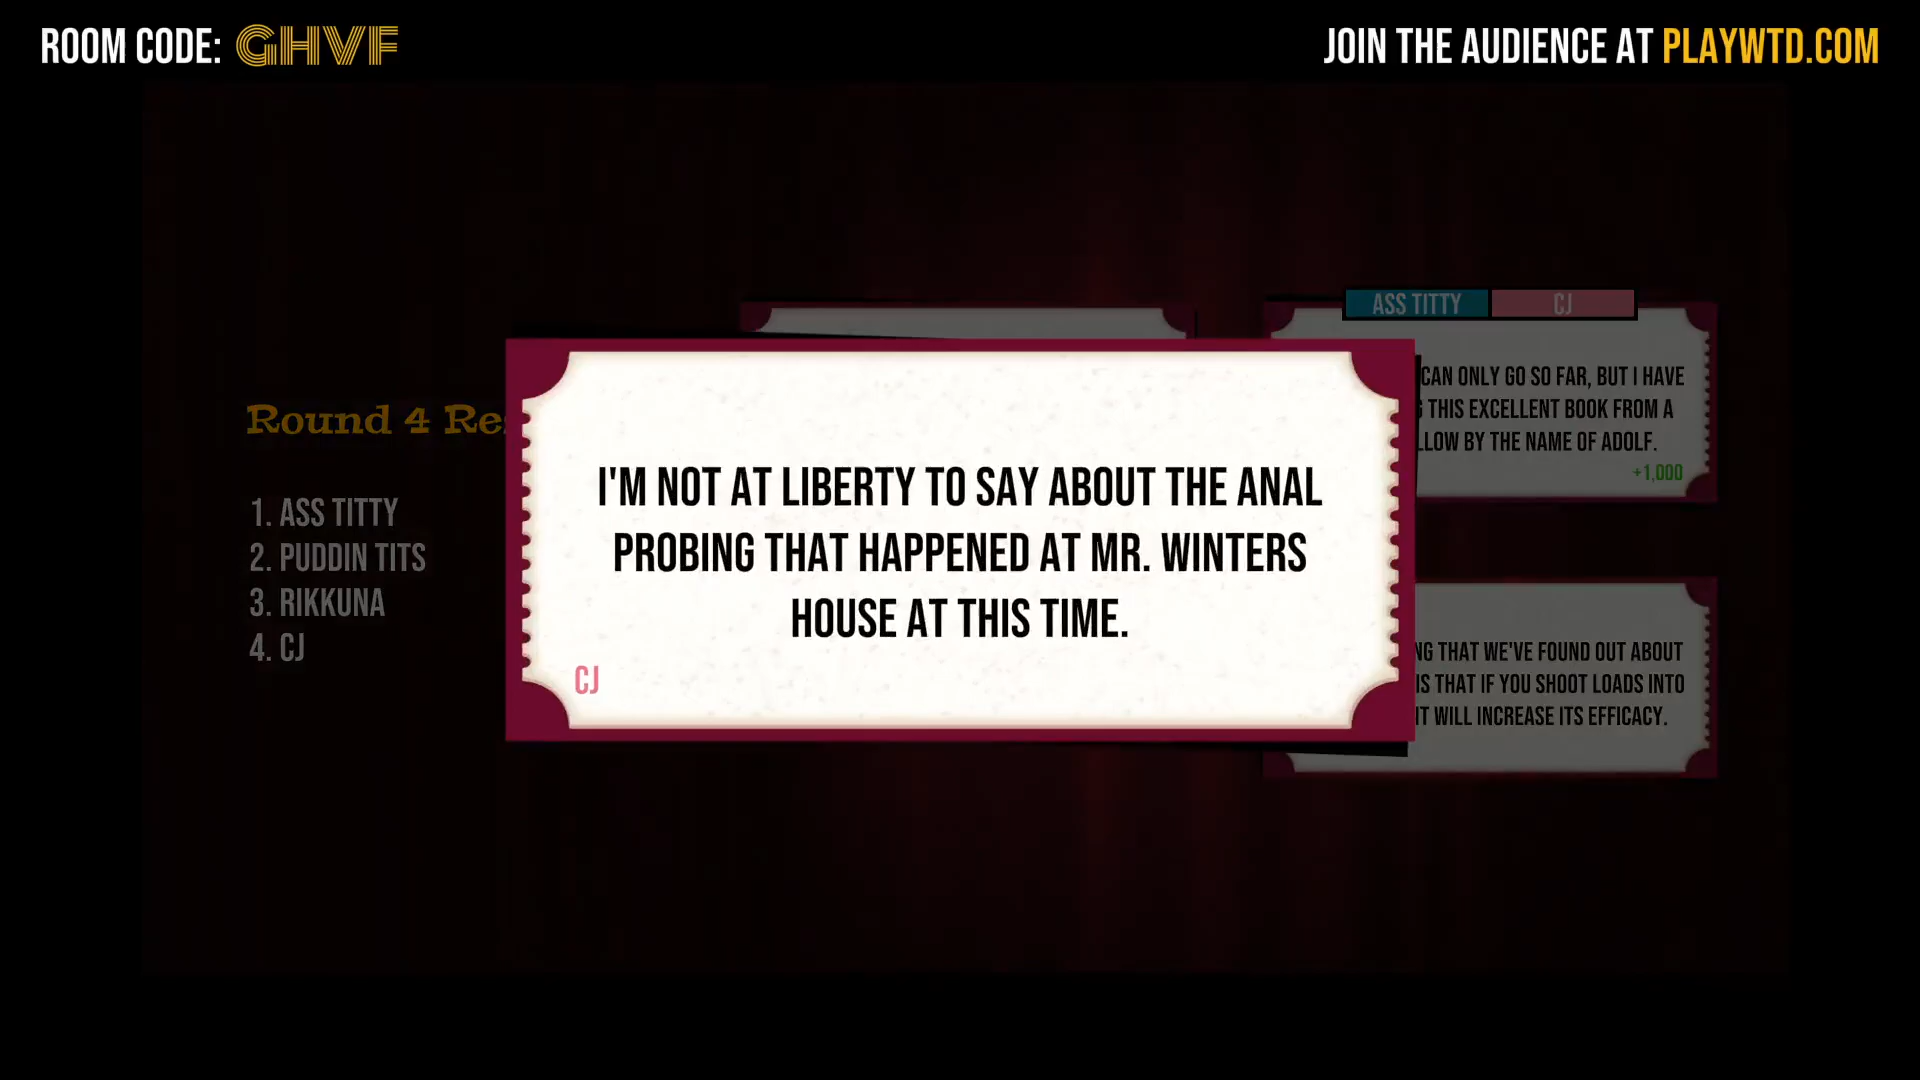 ROOM CODE: GHVF
JOIN THE AUDIENCE AT PLAYWTD.COM
Round 4 Re
1. ASS TITTY
2. PUDDIN TITS
3. RIKKUNA
4. CJ
I'M NOT AT LIBERTY TO SAY ABOUT THE ANAL
PROBING THAT HAPPENED AT MR. WINTERS
HOUSE AT THIS TIME.
CJ
ASS TITTY
CJ
CAN ONLY GO SO FAR, BUT I HAVE
THIS EXCELLENT BOOK FROM A
LLOW BY THE NAME OF ADOLF.
+1,000
NG THAT WE'VE FOUND OUT ABOUT
IS THAT IF YOU SHOOT LOADS INTO
IT WILL INCREASE ITS EFFICACY.